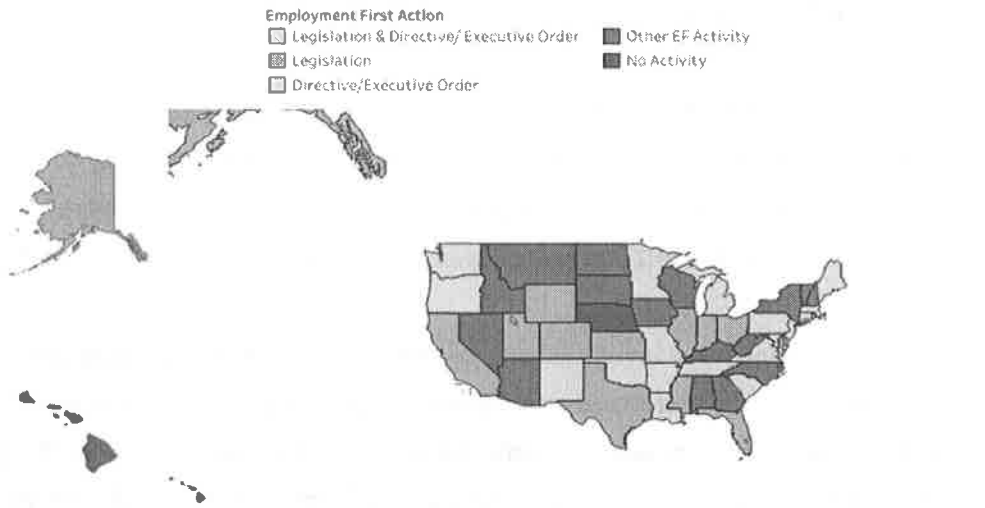 Employment First Action
Legislation & Directive/Executive Order
Legislation
Directive/Executive Order
Other EF Activity
No Activity